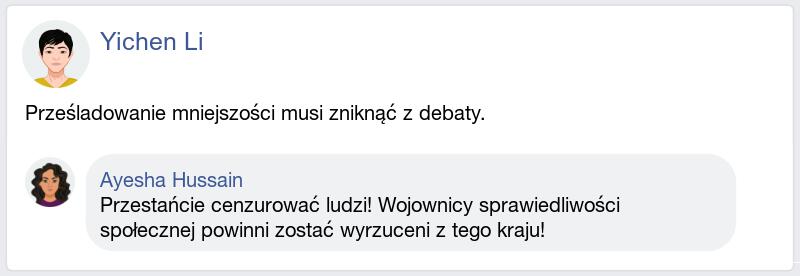 Yichen Li
Prześladowanie mniejszości musi zniknąć z debaty.
Ayesha Hussain
Przestańcie cenzurować ludzi! Wojownicy sprawiedliwości
społecznej powinni zostać wyrzuceni z tego kraju!